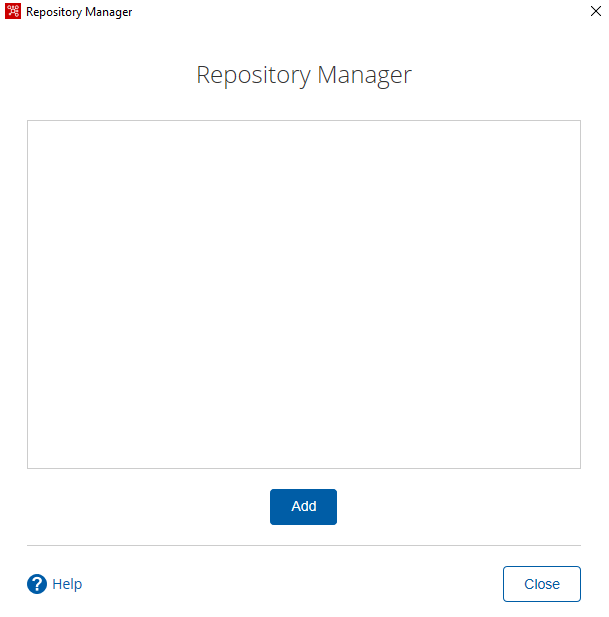 Repository Manager
Repository Manager
Add
? Help
Close